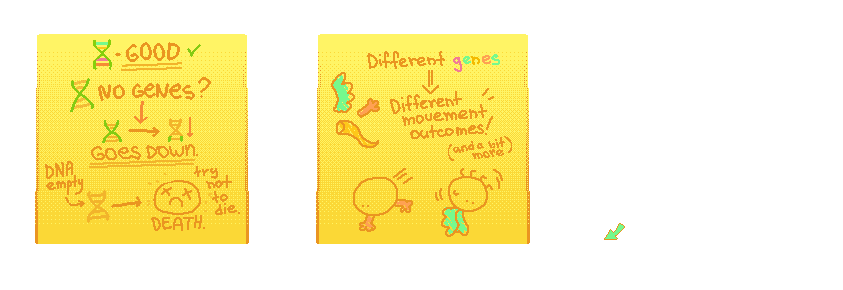 - GOOD ✓
NO GENES?
GOES DOWN.
DNA
empty
try
not
to
die.
DEATH.
Different genes
Different
movement
outcomes!
(and a bit
more)